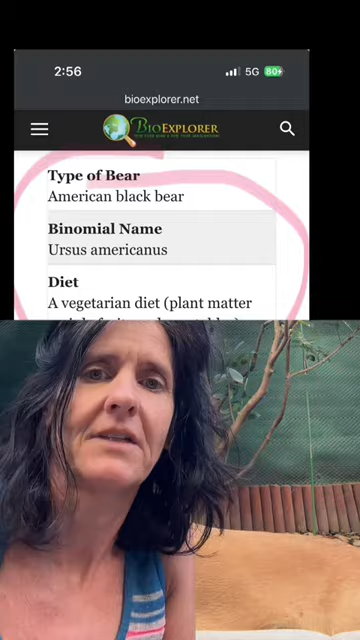 2:56
5G
80
bioexplorer.net
BIOEXPLORER
Type of Bear
American black bear
Binomial Name
Ursus americanus
Diet
A vegetarian diet (plant matter